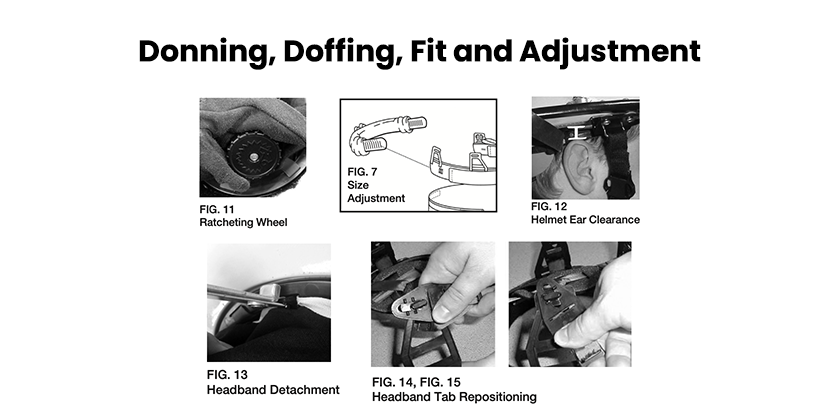 Donning, Doffing, Fit and Adjustment
FIG. 11
Ratcheting Wheel
FIG. 7
Size
Adjustment
FIG. 12
Helmet Ear Clearance
FIG. 13
Headband Detachment
FIG. 14, FIG. 15
Headband Tab Repositioning